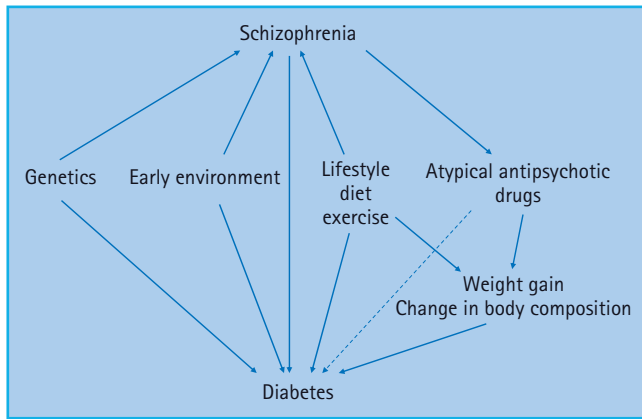 Schizophrenia
Genetics
Early environment
Lifestyle
diet
exercise
Atypical antipsychotic
drugs
Weight gain
Change in body composition
Diabetes